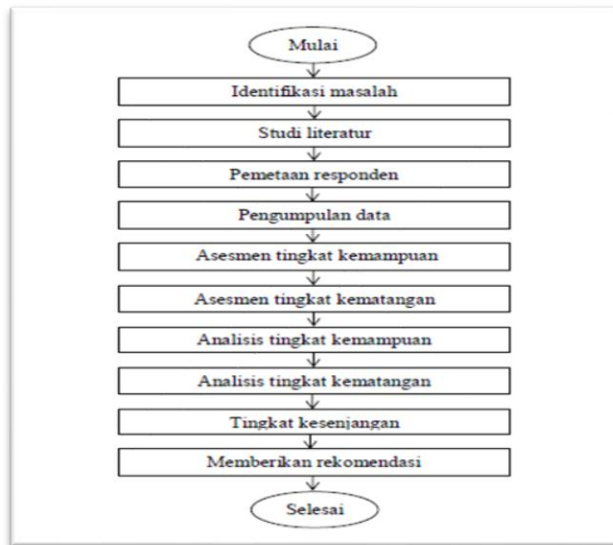 Mulai
Identifikasi masalah
Studi literatur
Pemetaan responden
Pengumpulan data
Asesmen tingkat kemampuan
Asesmen tingkat kematangan
Analisis tingkat kemampuan
Analisis tingkat kematangan
Tingkat kesenjangan
Memberikan rekomendasi
Selesai